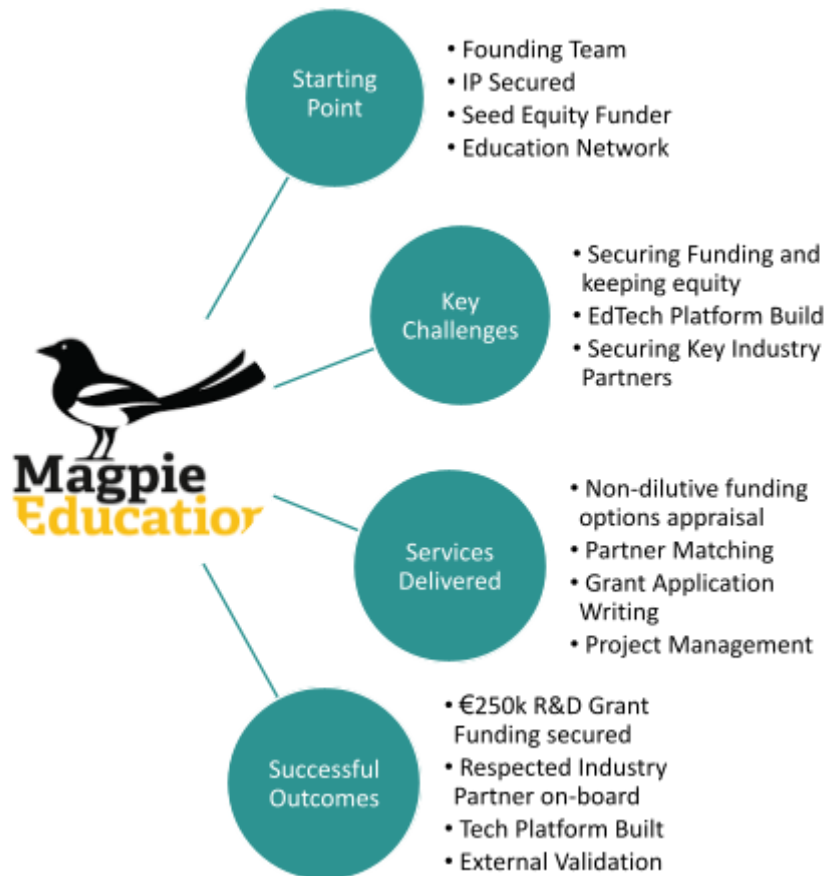 Starting
Point
• Founding Team
• IP Secured
• Seed Equity Funder
• Education Network
Key
Challenges
• Securing Funding and
keeping equity
• EdTech Platform Build
• Securing Key Industry
Partners
Magpie
Education
Services
Delivered
• Non-dilutive funding
options appraisal
• Partner Matching
• Grant Application
Writing
• Project Management
Successful
Outcomes
• €250k R&D Grant
Funding secured
• Respected Industry
Partner on-board
• Tech Platform Built
• External Validation